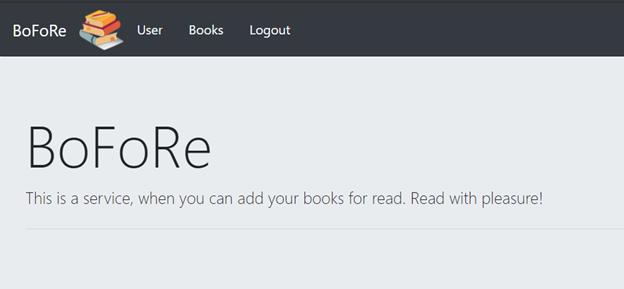 BoFoRe User Books Logout
BoFoRe
This is a service, when you can add your books for read. Read with pleasure!